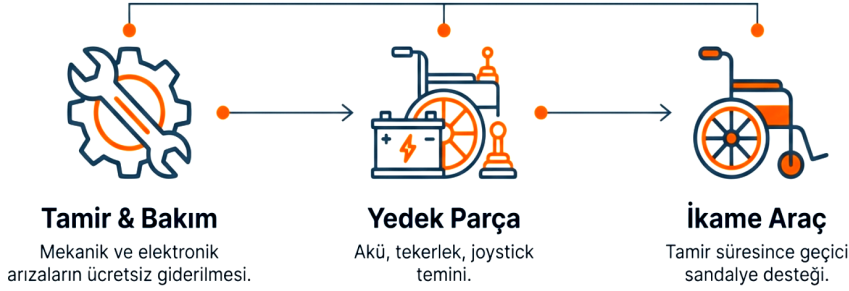 Tamir & Bakım
Mekanik ve elektronik
arızaların ücretsiz giderilmesi.
Yedek Parça
Akü, tekerlek, joystick
temini.
İkame Araç
Tamir süresince geçici
sandalye desteği.